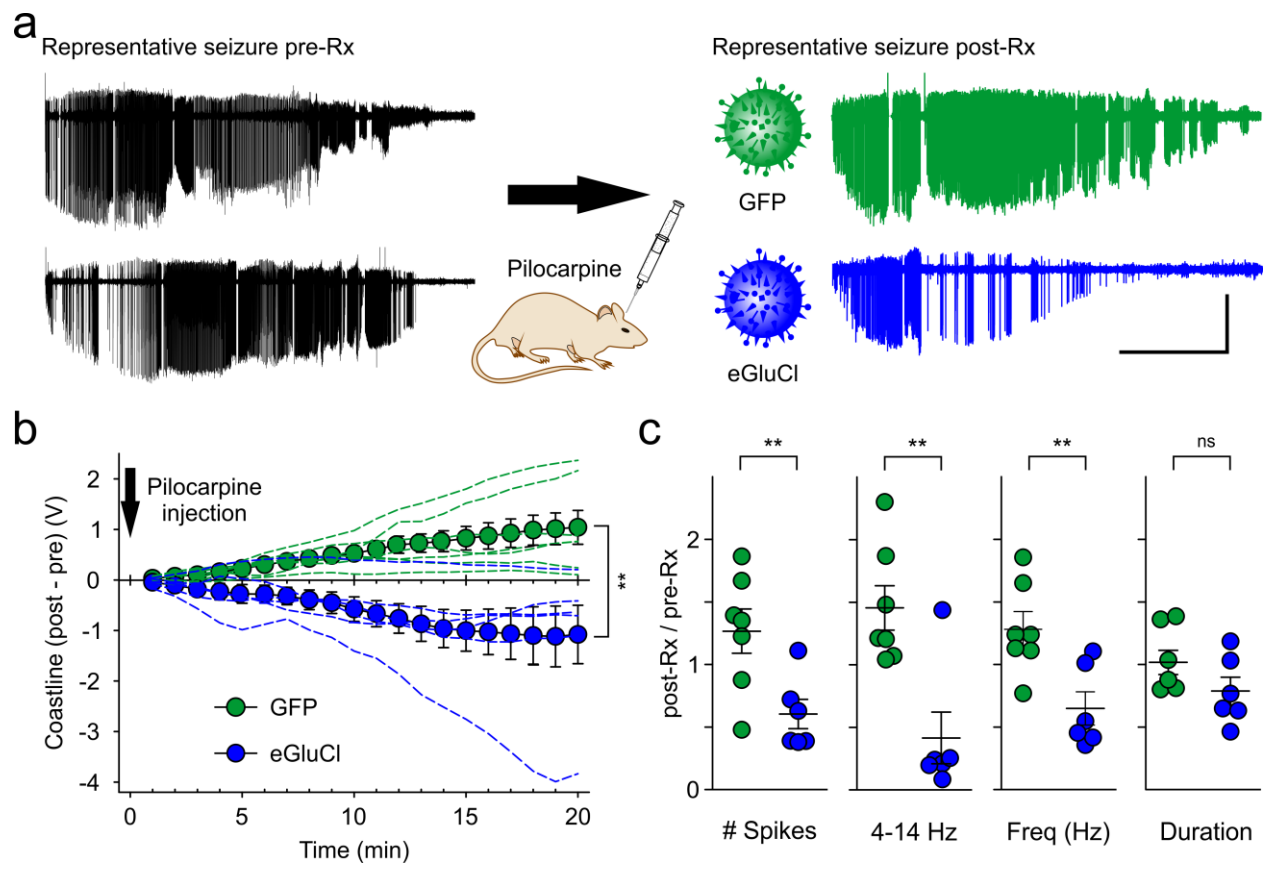 a
Representative seizure pre-Rx
Representative seizure post-Rx
GFP
Pilocarpine
eGluCl
b
Coastline (post - pre) (V)
2
1
0
-1
-2
-3
-4
Pilocarpine
injection
**
GFP
eGluCl
0
5
10
15
20
Time (min)
c
post-Rx / pre-Rx
2
1
0
**
**
**
ns
# Spikes
4-14 Hz
Freq (Hz)
Duration